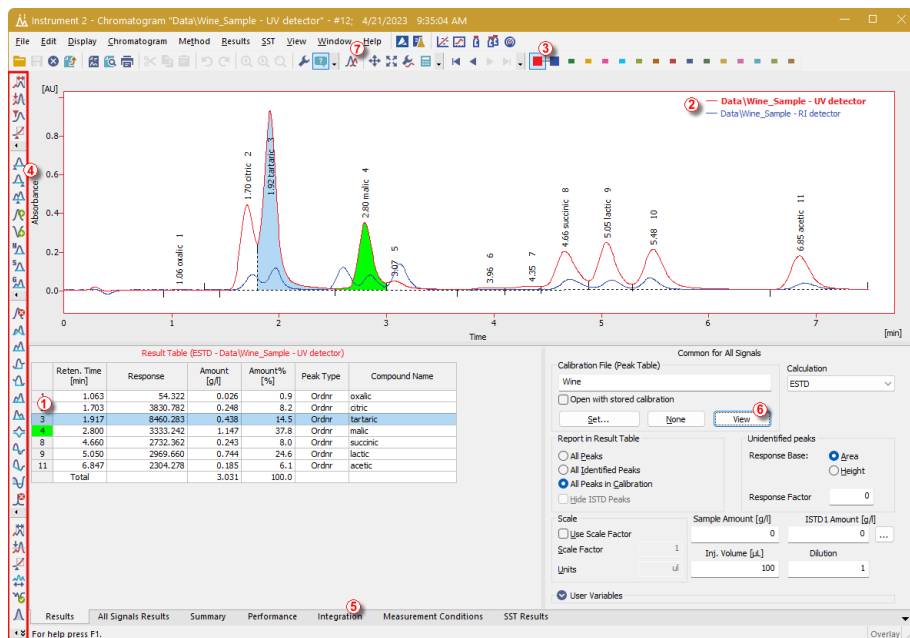 Instrument 2 - Chromatogram "Data\Wine_Sample - UV detector" - #12; 4/21/2023 9:35:04 AM
File Edit Display Chromatogram Method Results SST View Window Help
7
3
[AU]
2
Data\Wine_Sample - UV detector
Data\Wine_Sample - RI detector
4
Absorbance
0.8
0.6
0.4
0.2
0.0
1.06 oxalic 1
1.70 citric 2
1.92 tartaric 3
2.80 malic 4
3.07 5
3.96 6
4.35 7
4.66 succinic 8
5.05 lactic 9
5.48 10
6.85 acetic 11
0 1 2 3 4 5 6 7
Time
[min]
Result Table (ESTD - Data\Wine_Sample - UV detector)
Reten. Time [min] Response Amount [g/l] Amount% [%] Peak Type Compound Name
1
1.063 54.322 0.026 0.9 Ordnr oxalic
1.703 3830.782 0.248 8.2 Ordnr citric
3 1.917 8460.283 0.438 14.5 Ordnr tartaric
4 2.800 3333.242 1.147 37.8 Ordnr malic
8 4.660 2732.362 0.243 8.0 Ordnr succinic
9 5.050 2969.660 0.744 24.6 Ordnr lactic
11 6.847 2304.278 0.185 6.1 Ordnr acetic
Total 3.031 100.0
Common for All Signals
Calibration File (Peak Table)
Wine
Open with stored calibration
Set... None View
6
Calculation
ESTD
Report in Result Table
All Peaks
All Identified Peaks
All Peaks in Calibration
Hide ISTD Peaks
Unidentified peaks
Response Base: Area
Height
Response Factor 0
Scale
Use Scale Factor
Scale Factor 1
Units ul
Sample Amount [g/l] ISTD1 Amount [g/l]
0 0 ...
Inj. Volume [µL] Dilution
100 1
User Variables
5
Results All Signals Results Summary Performance Integration Measurement Conditions SST Results
For help press F1.
Overlay